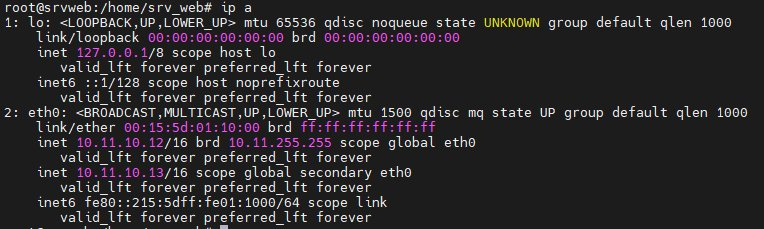 root@srvweb:/home/srv_web# ip a
1: lo: <LOOPBACK,UP,LOWER_UP> mtu 65536 qdisc noqueue state UNKNOWN group default qlen 1000
    link/loopback 00:00:00:00:00:00 brd 00:00:00:00:00:00
    inet 127.0.0.1/8 scope host lo
       valid_lft forever preferred_lft forever
    inet6 ::1/128 scope host noprefixroute
       valid_lft forever preferred_lft forever
2: eth0: <BROADCAST,MULTICAST,UP,LOWER_UP> mtu 1500 qdisc mq state UP group default qlen 1000
    link/ether 00:15:5d:01:10:00 brd ff:ff:ff:ff:ff:ff
    inet 10.11.10.12/16 brd 10.11.255.255 scope global eth0
       valid_lft forever preferred_lft forever
    inet 10.11.10.13/16 scope global secondary eth0
       valid_lft forever preferred_lft forever
    inet6 fe80::215:5dff:fe01:1000/64 scope link
       valid_lft forever preferred_lft forever